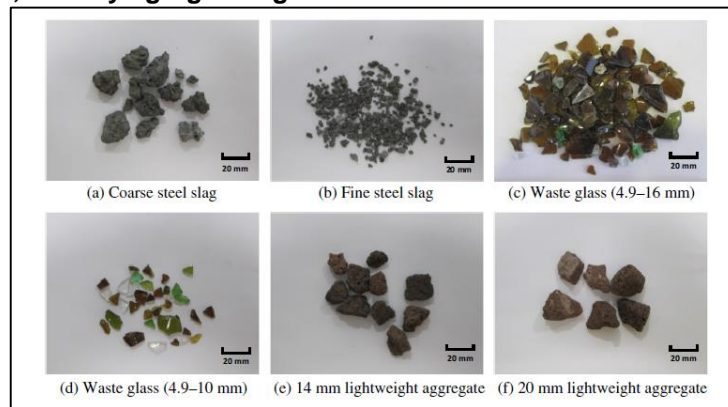 20 mm
20 mm
20 mm
(a) Coarse steel slag
(b) Fine steel slag
(c) Waste glass (4.9–16 mm)
20 mm
20 mm
20 mm
(d) Waste glass (4.9–10 mm)
(e) 14 mm lightweight aggregate
(f) 20 mm lightweight aggregate